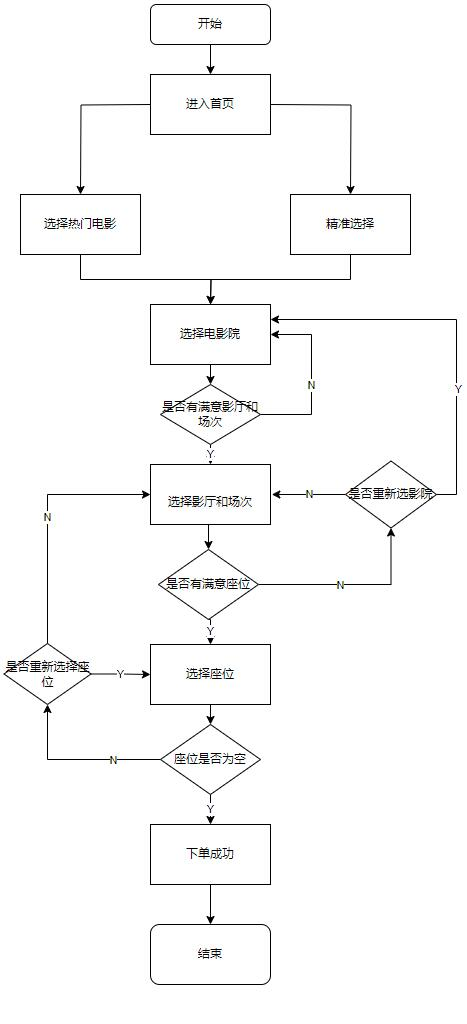 开始
进入首页
选择热门电影
精准选择
选择电影院
N
Y
是否有满意影厅和
场次
Y
选择影厅和场次
N
是否重新选影院
N
是否有满意座位
N
Y
是否重新选择座
位
Y
选择座位
N
座位是否为空
Y
下单成功
结束